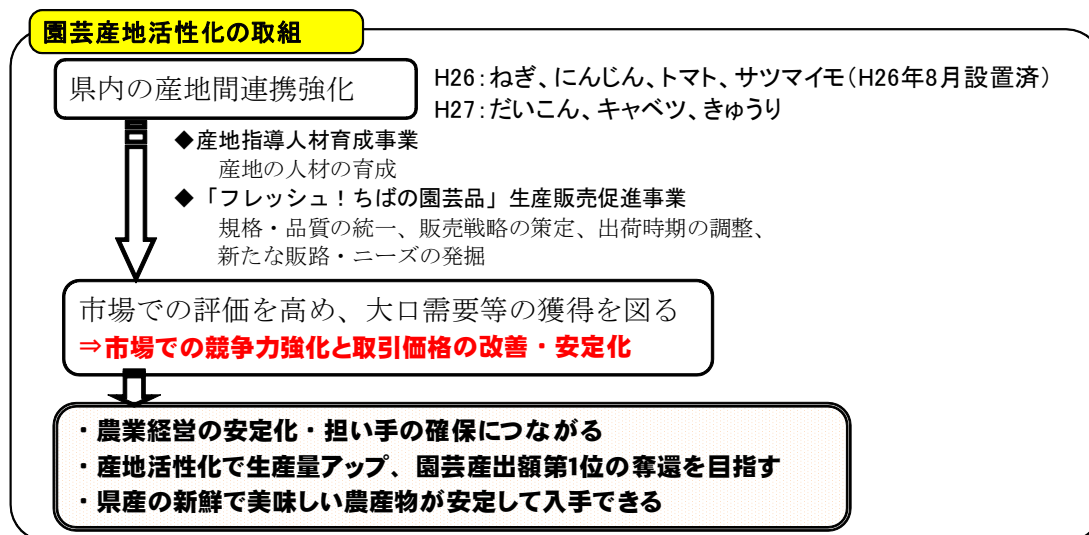 園芸産地活性化の取組
県内の産地間連携強化
H26：ねぎ、にんじん、トマト、サツマイモ（H26年8月設置済）
H27：だいこん、キャベツ、きゅうり
◆産地指導人材育成事業
産地の人材の育成
◆「フレッシュ！ちばの園芸品」生産販売促進事業
規格・品質の統一、販売戦略の策定、出荷時期の調整、
新たな販路・ニーズの発掘
市場での評価を高め、大口需要等の獲得を図る
⇒市場での競争力強化と取引価格の改善・安定化
・農業経営の安定化・担い手の確保につながる
・産地活性化で生産量アップ、園芸産出額第1位の奪還を目指す
・県産の新鮮で美味しい農産物が安定して入手できる